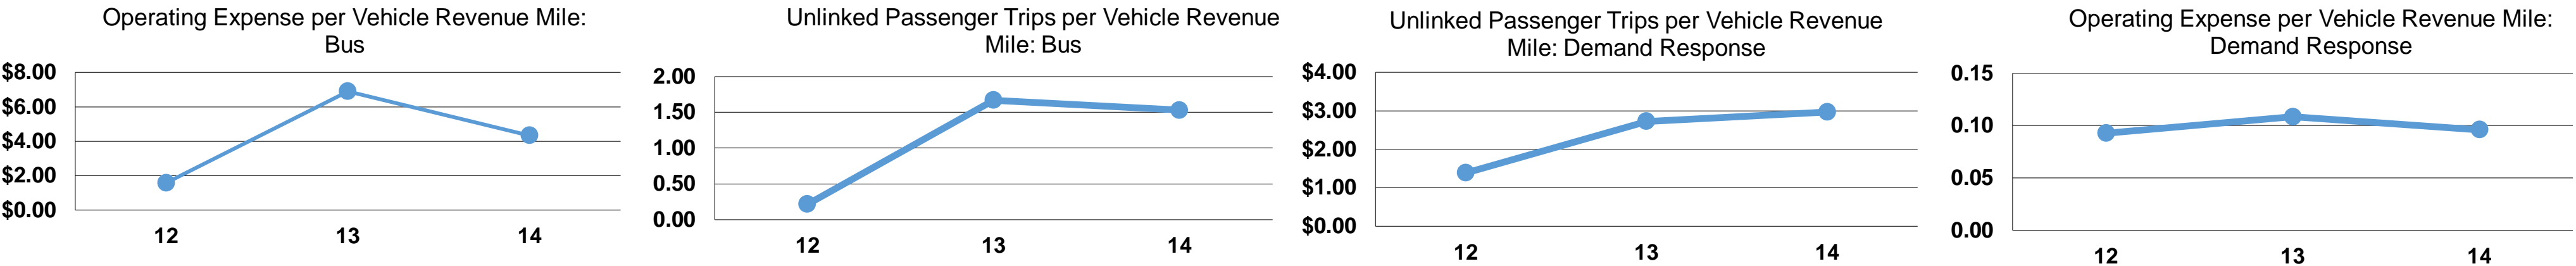 Operating Expense per Vehicle Revenue Mile:
Bus
$8.00
$6.00
$4.00
$2.00
$0.00
12 13 14
Unlinked Passenger Trips per Vehicle Revenue
Mile: Bus
2.00
1.50
1.00
0.50
0.00
12 13 14
Unlinked Passenger Trips per Vehicle Revenue
Mile: Demand Response
$4.00
$3.00
$2.00
$1.00
$0.00
12 13 14
Operating Expense per Vehicle Revenue Mile:
Demand Response
0.15
0.10
0.05
0.00
12 13 14